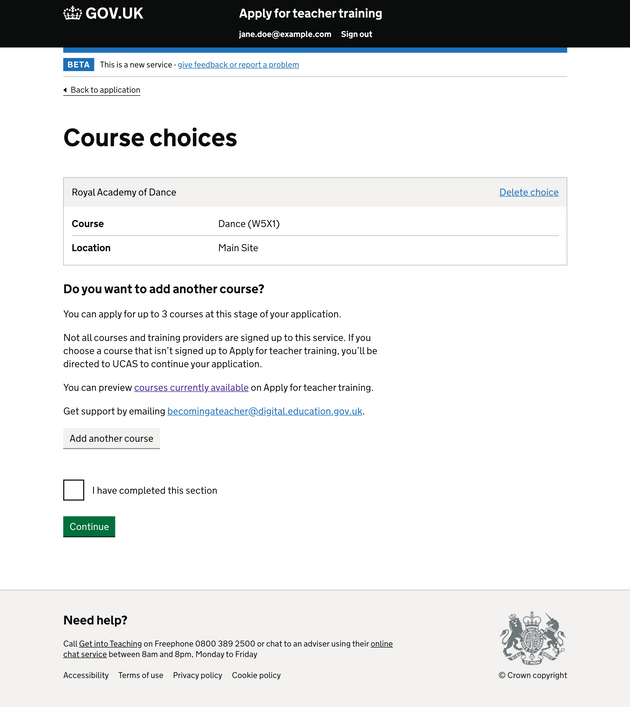 GOV.UK
Apply for teacher training
jane.doe@example.com Sign out
BETA This is a new service - give feedback or report a problem
Back to application
Course choices
Royal Academy of Dance Delete choice
Course Dance (W5X1)
Location Main Site
Do you want to add another course?
You can apply for up to 3 courses at this stage of your application.
Not all courses and training providers are signed up to this service. If you
choose a course that isn't signed up to Apply for teacher training, you'll be
directed to UCAS to continue your application.
You can preview courses currently available on Apply for teacher training.
Get support by emailing becomingateacher@digital.education.gov.uk.
Add another course
I have completed this section
Continue
Need help?
Call Get into Teaching on Freephone 0800 389 2500 or chat to an adviser using their online
chat service between 8am and 8pm, Monday to Friday
Accessibility Terms of use Privacy policy Cookie policy
© Crown copyright